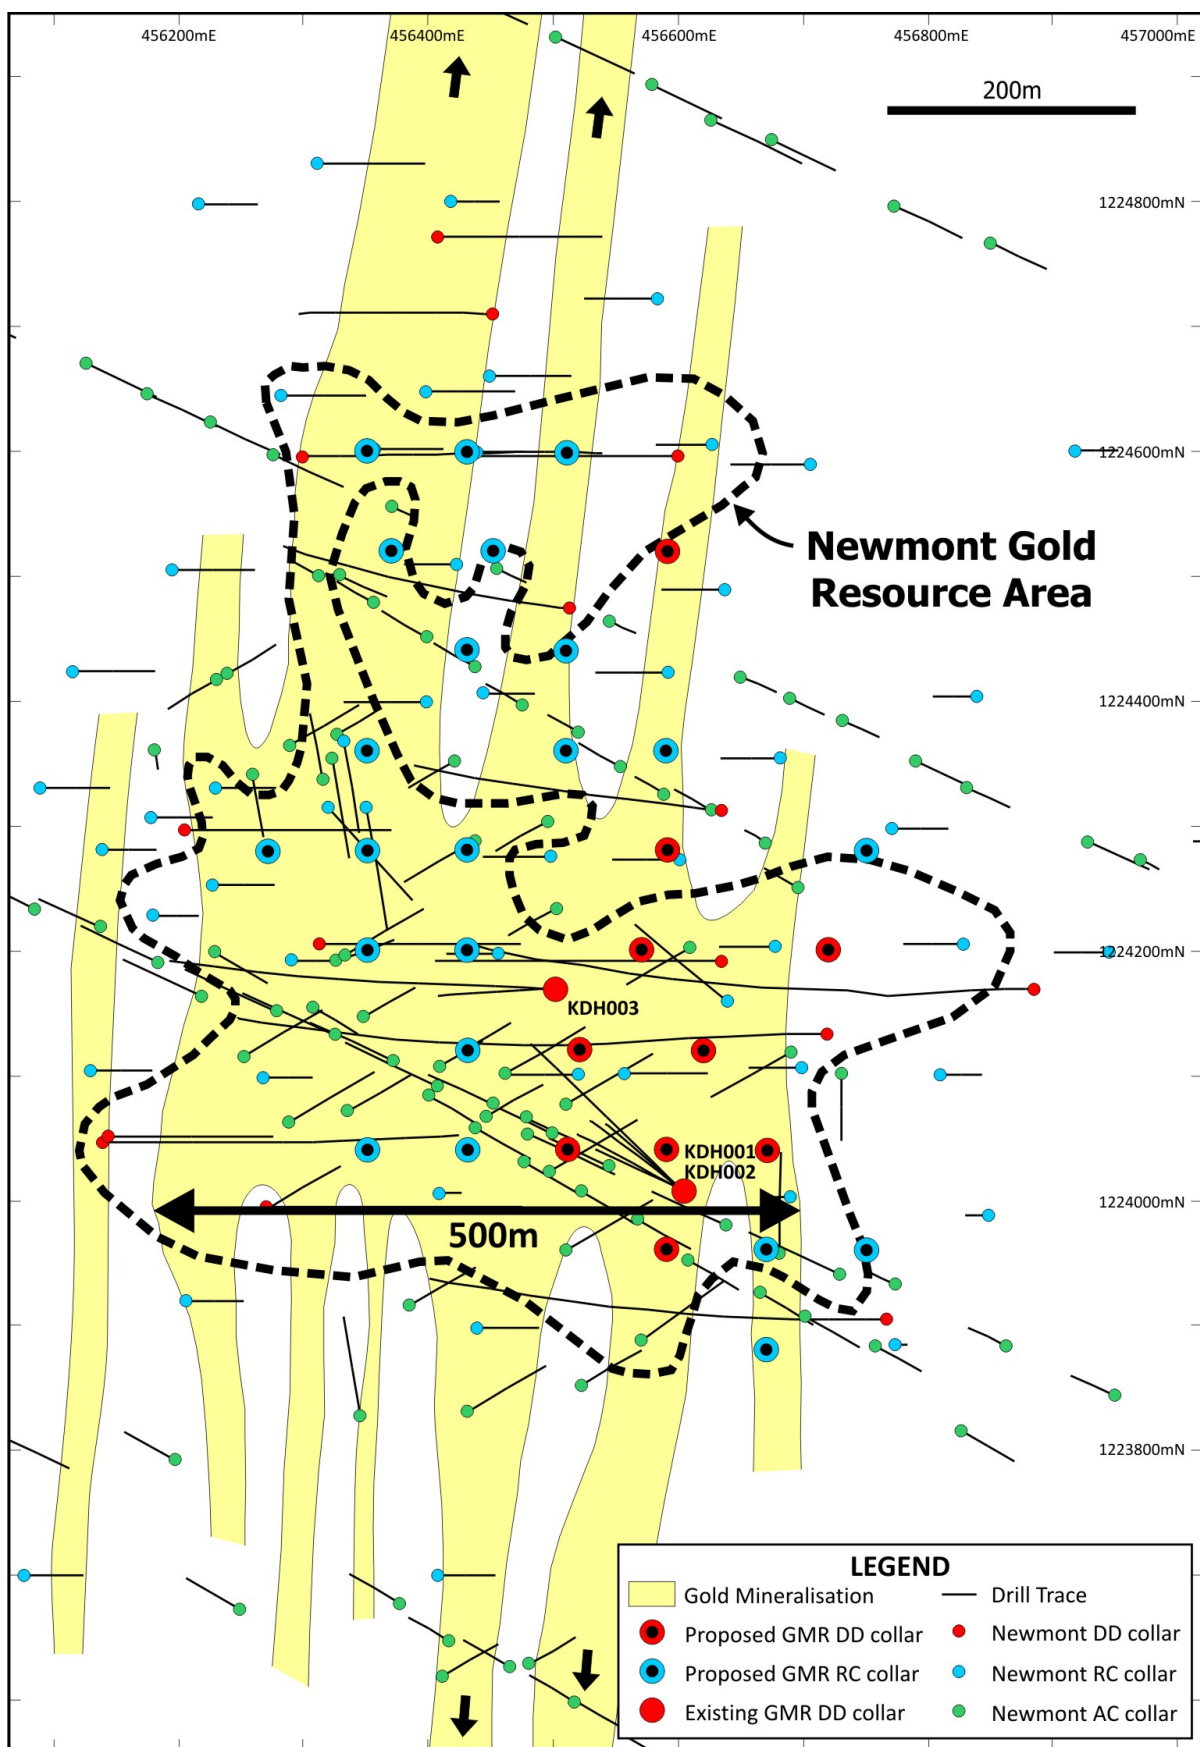 456200mE
456400mE
456600mE
456800mE
457000mE
200m
1224800mN
1224600mN
Newmont Gold
Resource Area
1224400mN
1224200mN
KDH003
KDH001
KDH002
1224000mN
500m
1223800mN
LEGEND
Gold Mineralisation
Drill Trace
Proposed GMR DD collar
Newmont DD collar
Proposed GMR RC collar
Newmont RC collar
Existing GMR DD collar
Newmont AC collar